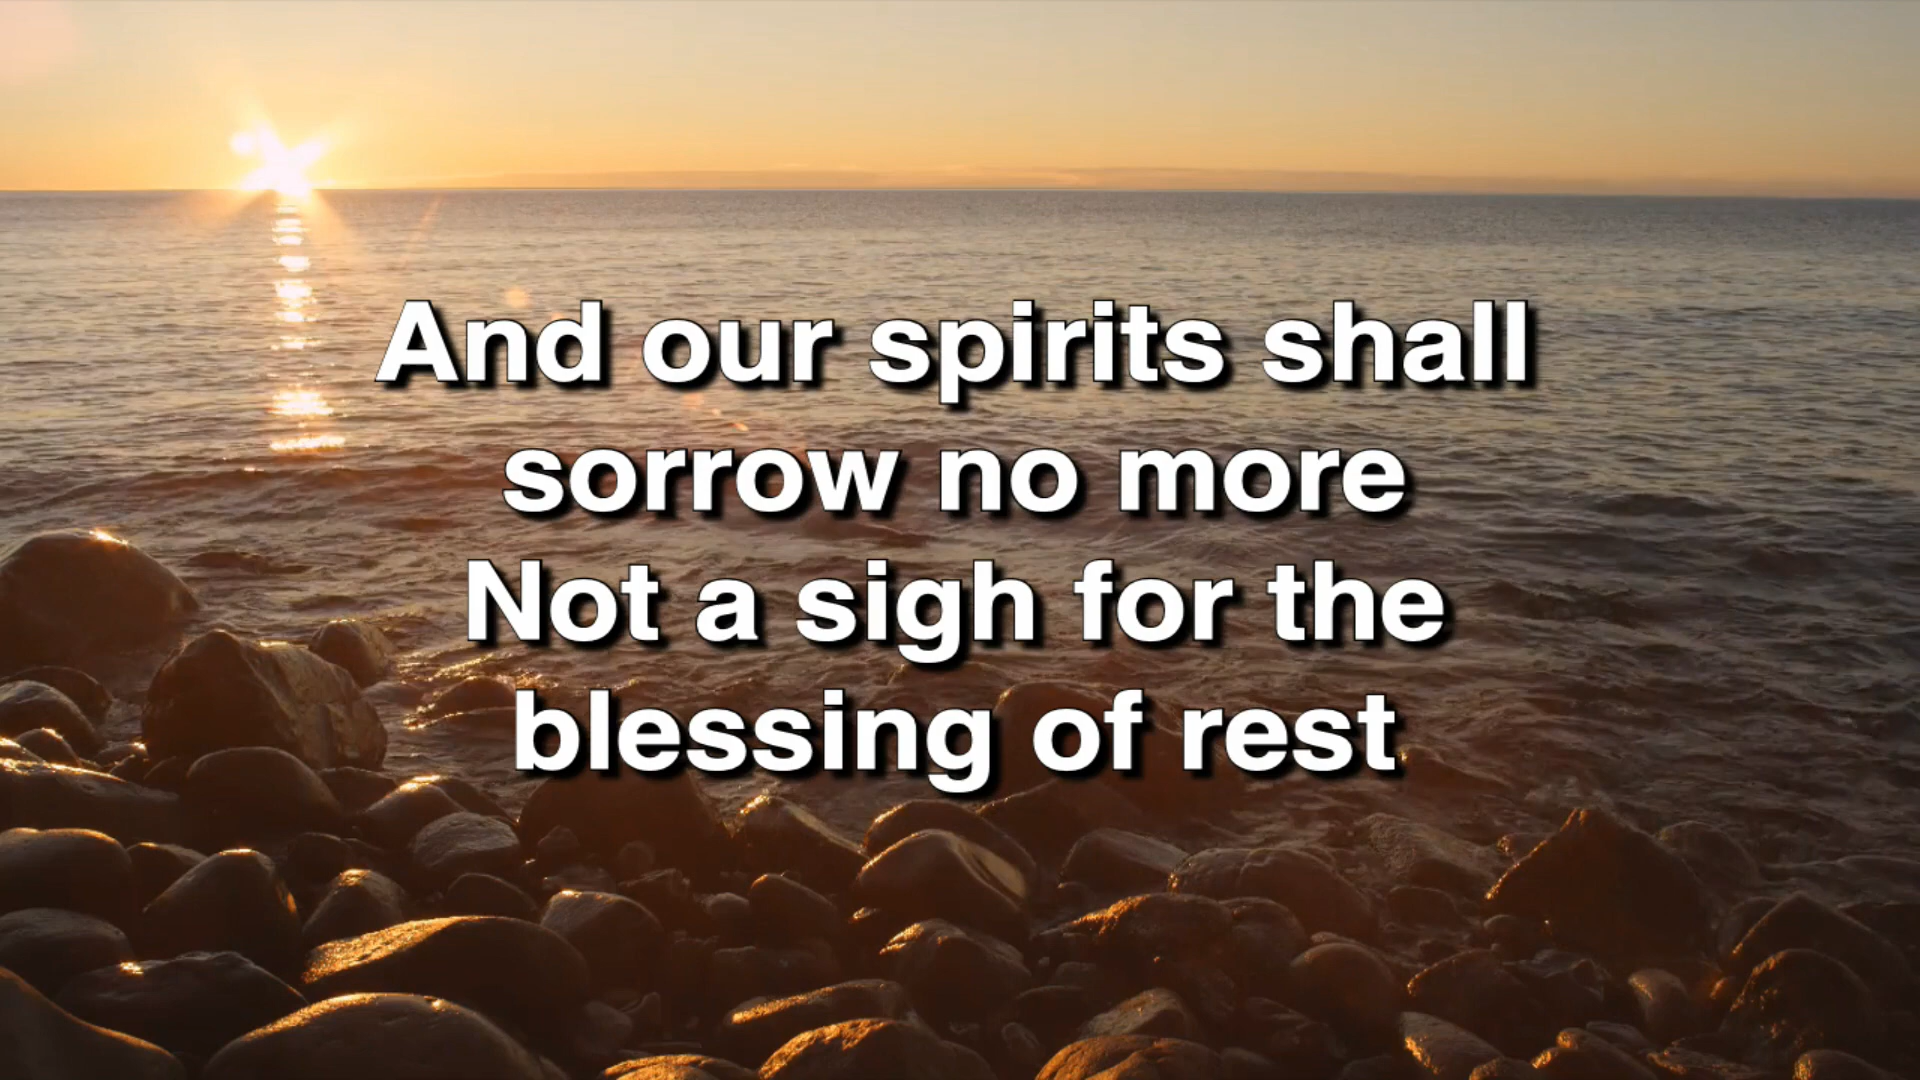 And our spirits shall
sorrow no more
Not a sigh for the
blessing of rest